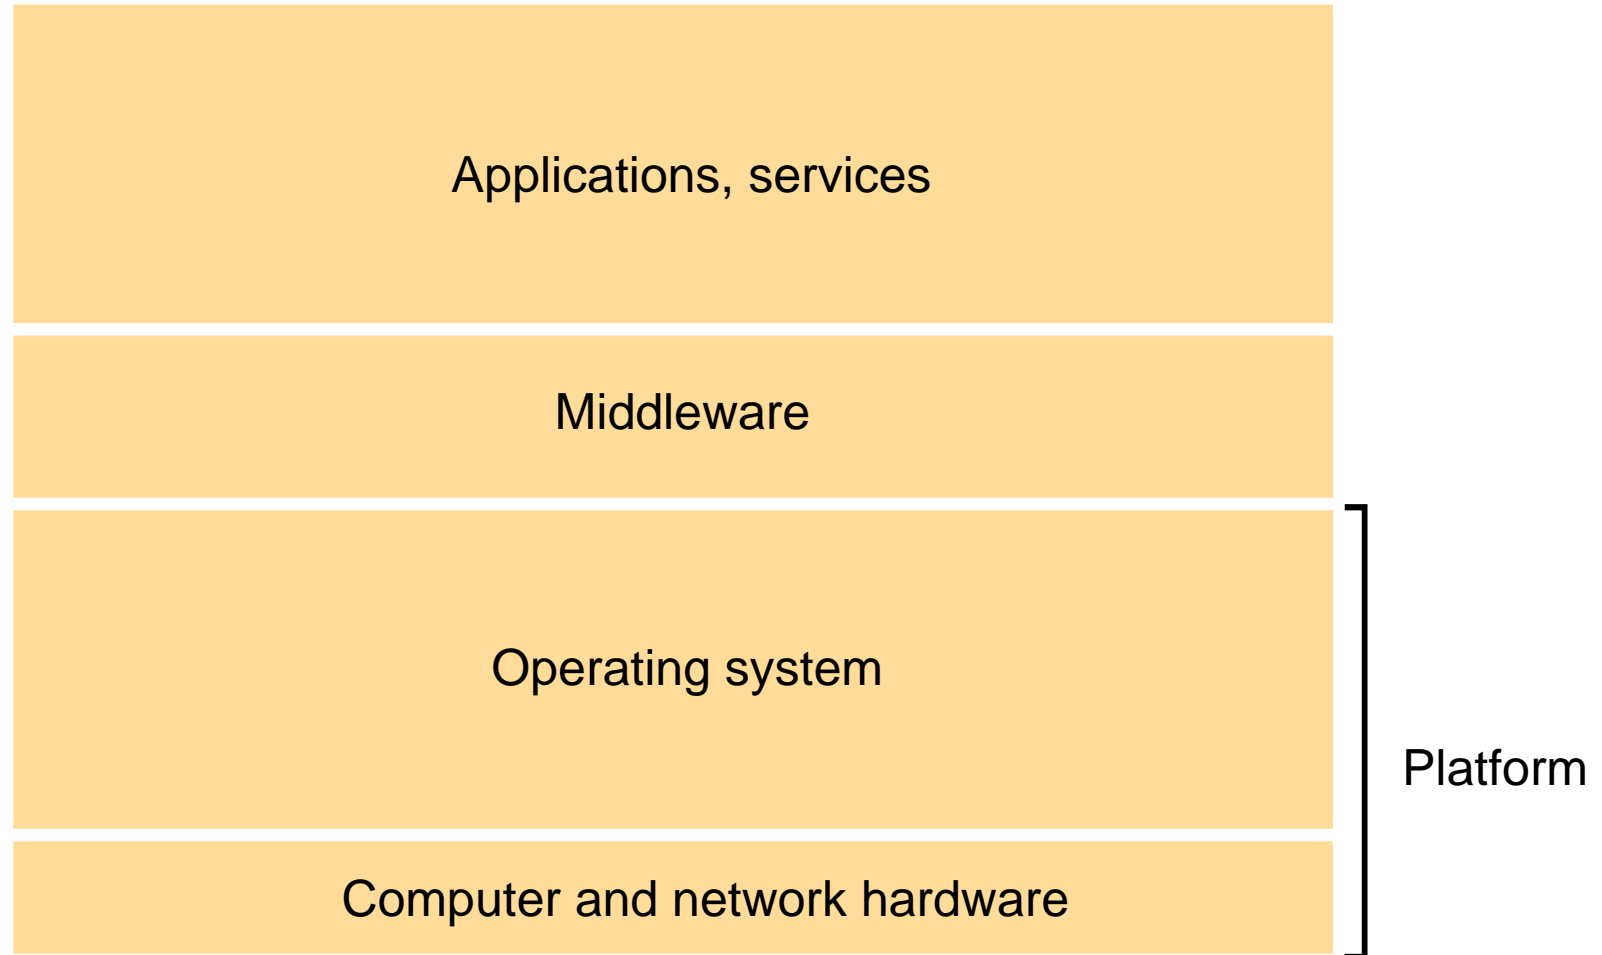 Applications, services
Middleware
Operating system
Platform
Computer and network hardware